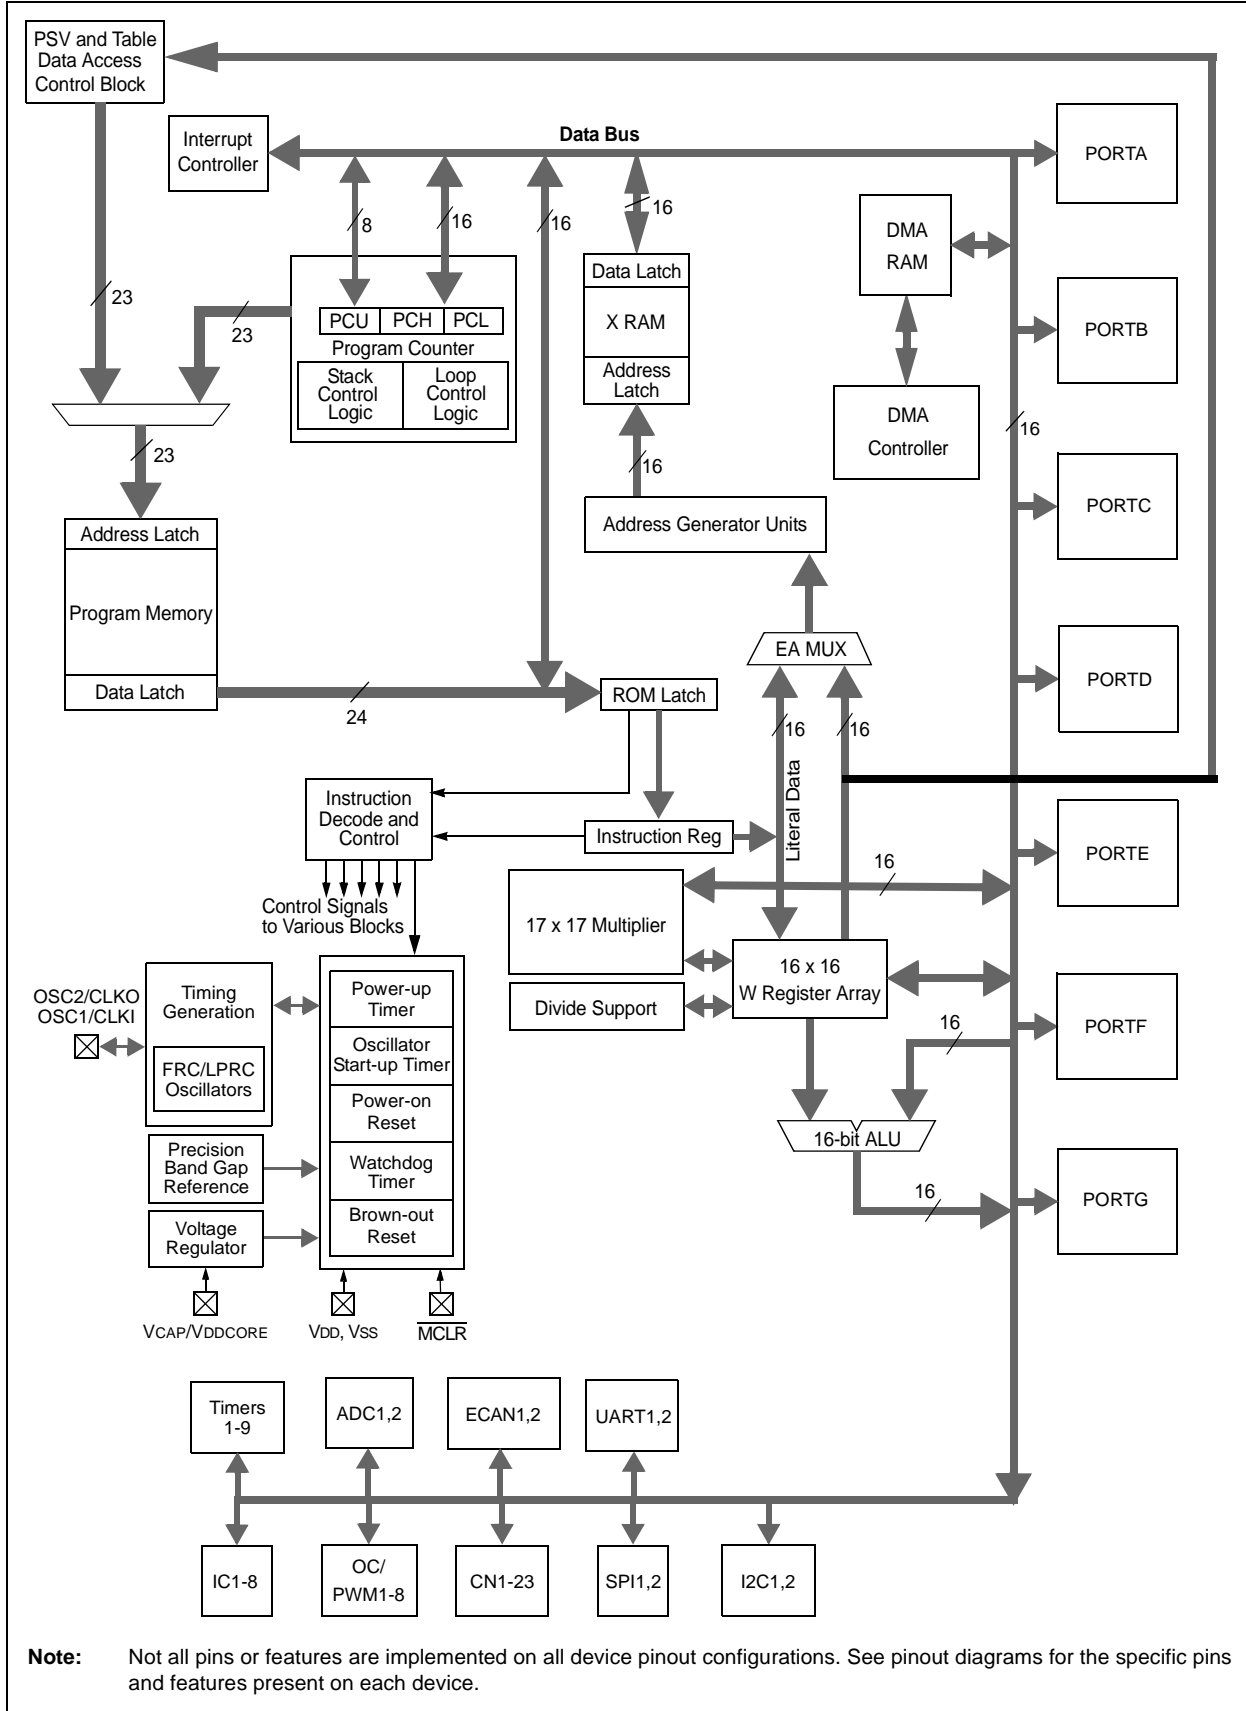 PSV and Table
Data Access
Control Block
Interrupt
Controller
Data Bus
PORTA
8
16
16
16
DMA
RAM
23
23
PCU
PCH
PCL
Program Counter
Stack
Control
Logic
Loop
Control
Logic
Data Latch
X RAM
Address
Latch
PORTB
DMA
Controller
16
23
16
Address Latch
Program Memory
Data Latch
Address Generator Units
PORTC
EA MUX
PORTD
24
ROM Latch
16
16
Literal Data
Instruction
Decode and
Control
Instruction Reg
PORTE
16
Control Signals
to Various Blocks
17 x 17 Multiplier
16 x 16
W Register Array
Divide Support
OSC2/CLKO
OSC1/CLKI
Timing
Generation
FRC/LPRC
Oscillators
Power-up
Timer
Oscillator
Start-up Timer
Power-on
Reset
Watchdog
Timer
Brown-out
Reset
PORTF
16
16-bit ALU
Precision
Band Gap
Reference
Voltage
Regulator
16
PORTG
VCAP/VDDCORE
VDD, VSS
MCLR
Timers
1-9
ADC1,2
ECAN1,2
UART1,2
IC1-8
OC/
PWM1-8
CN1-23
SPI1,2
I2C1,2
Note: Not all pins or features are implemented on all device pinout configurations. See pinout diagrams for the specific pins
and features present on each device.